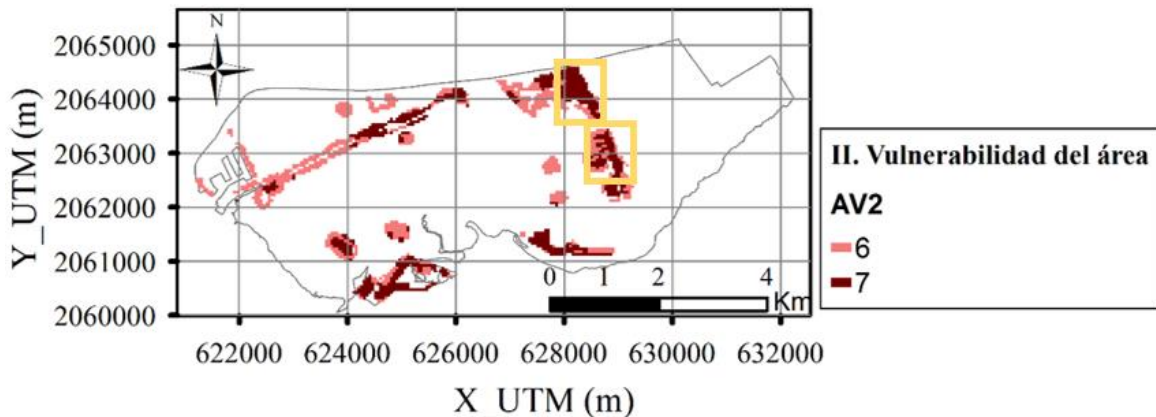 N
2065000
2064000
2063000
2062000
2061000
2060000
Y_UTM (m)
0 1 2 4
Km
622000 624000 626000 628000 630000 632000
X_UTM (m)
II. Vulnerabilidad del área
AV2
6
7